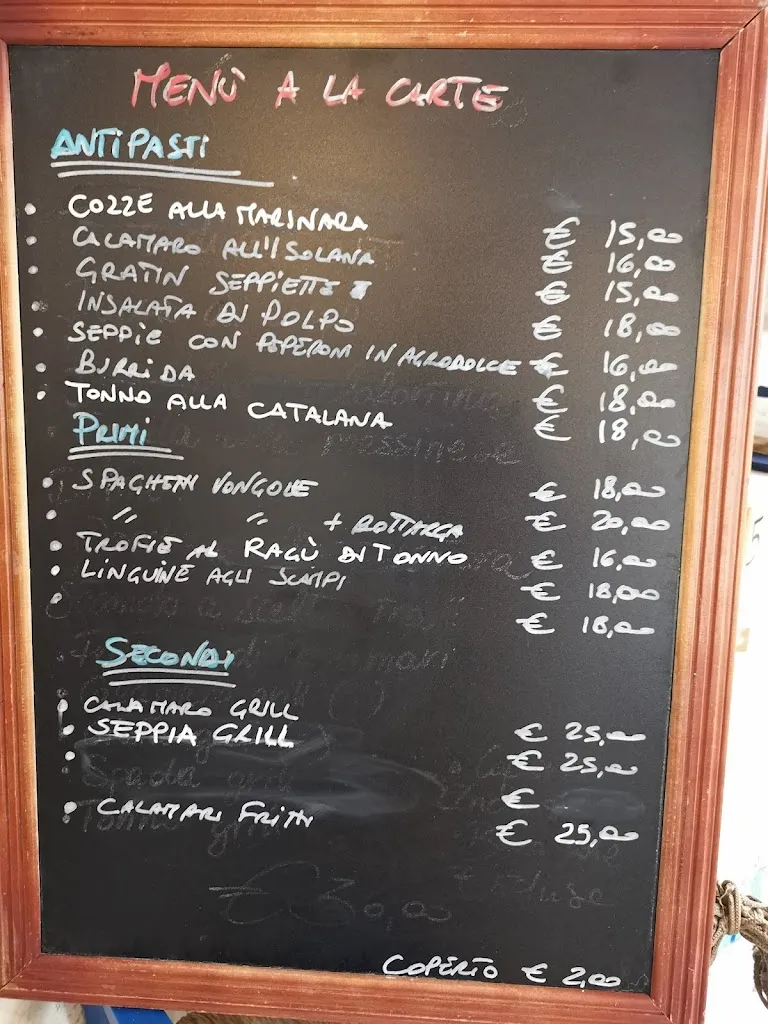 MENÙ A LA CARTE
ANTIPASTI
• COZZE ALLA MARINARA € 15,00
• CALAMARO ALL'ISOLANA € 16,00
• GRATIN SEPPIETTE € 15,00
• INSALATA DI POLPO € 18,00
• SEPPIE CON PEPERONI IN AGRODOLCE € 16,00
• BURRIDA € 18,00
• TONNO ALLA CATALANA € 18,00
PRIMI
• SPAGHETTI VONGOLE € 18,00
• " " + BOTTARGA € 20,00
• TROFIE AL RAGÙ DI TONNO € 16,00
• LINGUINE AGLI SCAMPI € 18,00
• € 18,00
SECONDI
• CALAMARO GRILL € 25,00
• SEPPIA GRILL € 25,00
• €
• CALAMARI FRITTI € 25,00
€30,00
COPERTO € 2,00